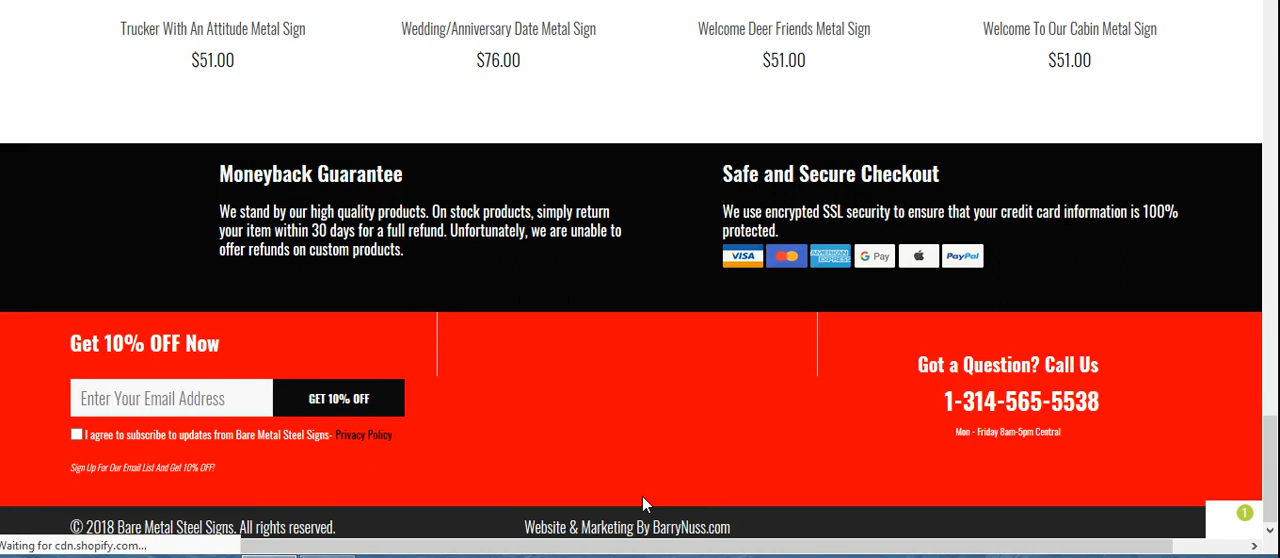 Trucker With An Attitude Metal Sign
$51.00
Wedding/Anniversary Date Metal Sign
$76.00
Welcome Deer Friends Metal Sign
$51.00
Welcome To Our Cabin Metal Sign
$51.00
Moneyback Guarantee
We stand by our high quality products. On stock products, simply return
your item within 30 days for a full refund. Unfortunately, we are unable to
offer refunds on custom products.
Safe and Secure Checkout
We use encrypted SSL security to ensure that your credit card information is 100%
protected.
VISA
AMERICAN
EXPRESS
G Pay
PayPal
Get 10% OFF Now
Enter Your Email Address
GET 10% OFF
I agree to subscribe to updates from Bare Metal Steel Signs- Privacy Policy
Sign Up For Our Email List And Get 10% OFF!
Got a Question? Call Us
1-314-565-5538
Mon - Friday 8am-5pm Central
© 2018 Bare Metal Steel Signs. All rights reserved.
Website & Marketing By BarryNuss.com
1
Waiting for cdn.shopify.com...